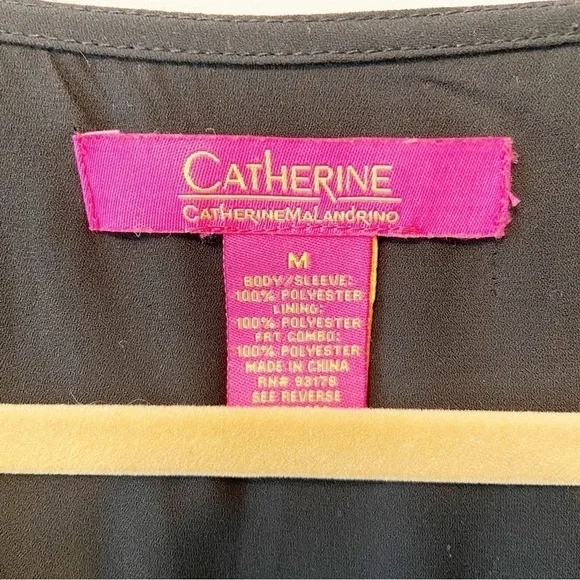 CATHERINE
CATHERINEMALANDRINO
M
BODY/SLEEVE:
100% POLYESTER
LINING:
100% POLYESTER
FRT COMBO:
100% POLYESTER
MADE IN CHINA
RN# 93178
SEE REVERSE